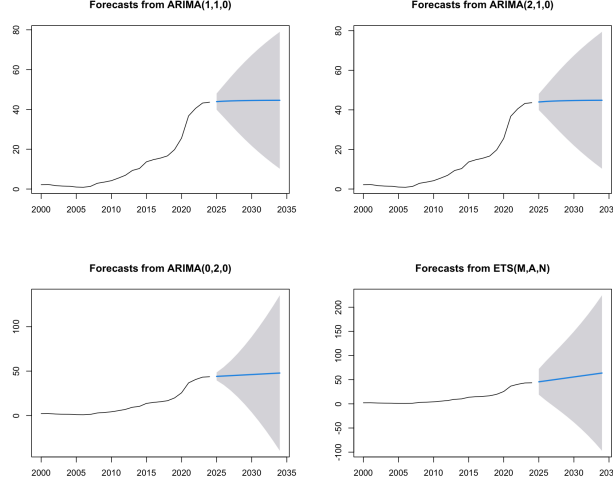 Forecasts from ARIMA(1,1,0)
80
60
40
20
0
2000 2005 2010 2015 2020 2025 2030 2035
Forecasts from ARIMA(2,1,0)
80
60
40
20
0
2000 2005 2010 2015 2020 2025 2030 203
Forecasts from ARIMA(0,2,0)
100
50
0
2000 2005 2010 2015 2020 2025 2030 2035
Forecasts from ETS(M,A,N)
200
150
100
50
0
-50
-100
2000 2005 2010 2015 2020 2025 2030 203